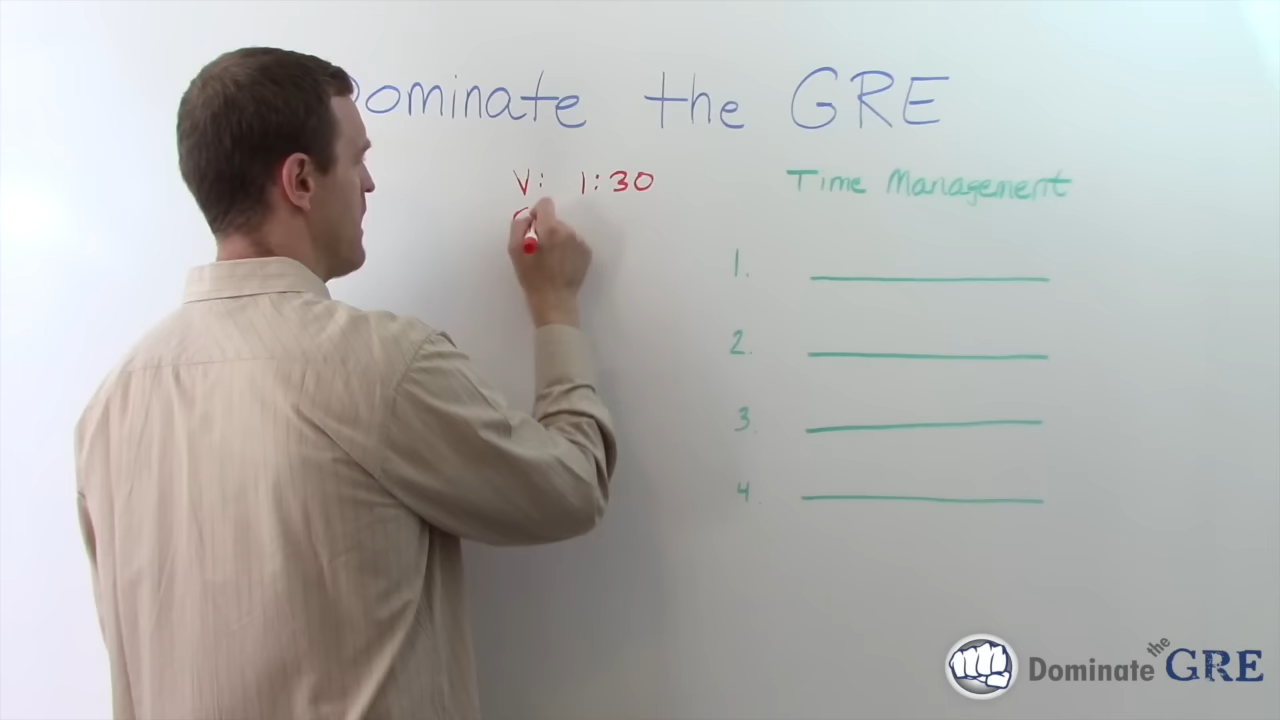 Dominate the GRE
V: 1:30
Time Management
1.
2.
3.
4.
Dominate the GRE